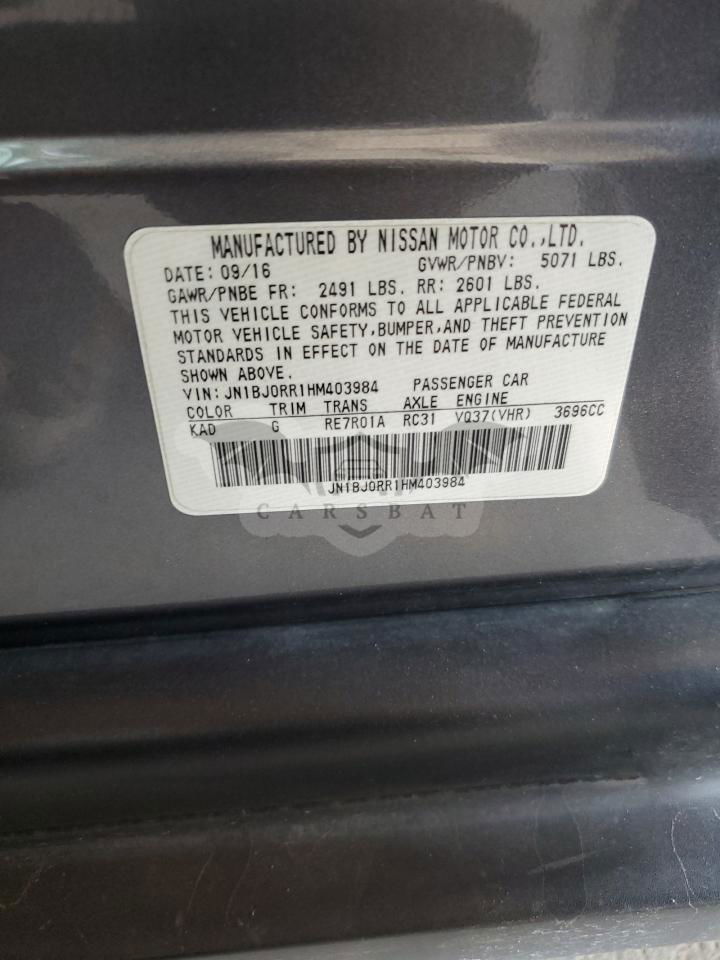 MANUFACTURED BY NISSAN MOTOR CO.,LTD.
DATE: 09/16 GVWR/PNBV: 5071 LBS.
GAWR/PNBE FR: 2491 LBS. RR: 2601 LBS.
THIS VEHICLE CONFORMS TO ALL APPLICABLE FEDERAL
MOTOR VEHICLE SAFETY,BUMPER,AND THEFT PREVENTION
STANDARDS IN EFFECT ON THE DATE OF MANUFACTURE
SHOWN ABOVE.
VIN: JN1BJ0RR1HM403984 PASSENGER CAR
COLOR TRIM TRANS AXLE ENGINE
KAD G RE7R01A RC31 VQ37(VHR) 3696CC
JN1BJ0RR1HM403984
CARSBAT